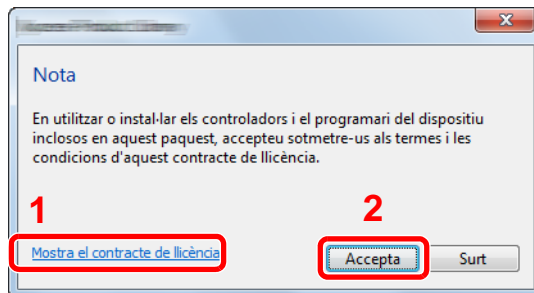 Nota
En utilitzar o instal·lar els controladors i el programari del dispositiu
inclosos en aquest paquest, accepteu sotmetre-us als termes i les
condicions d'aquest contracte de llicència.
1
2
Mostra el contracte de llicència
Accepta
Surt